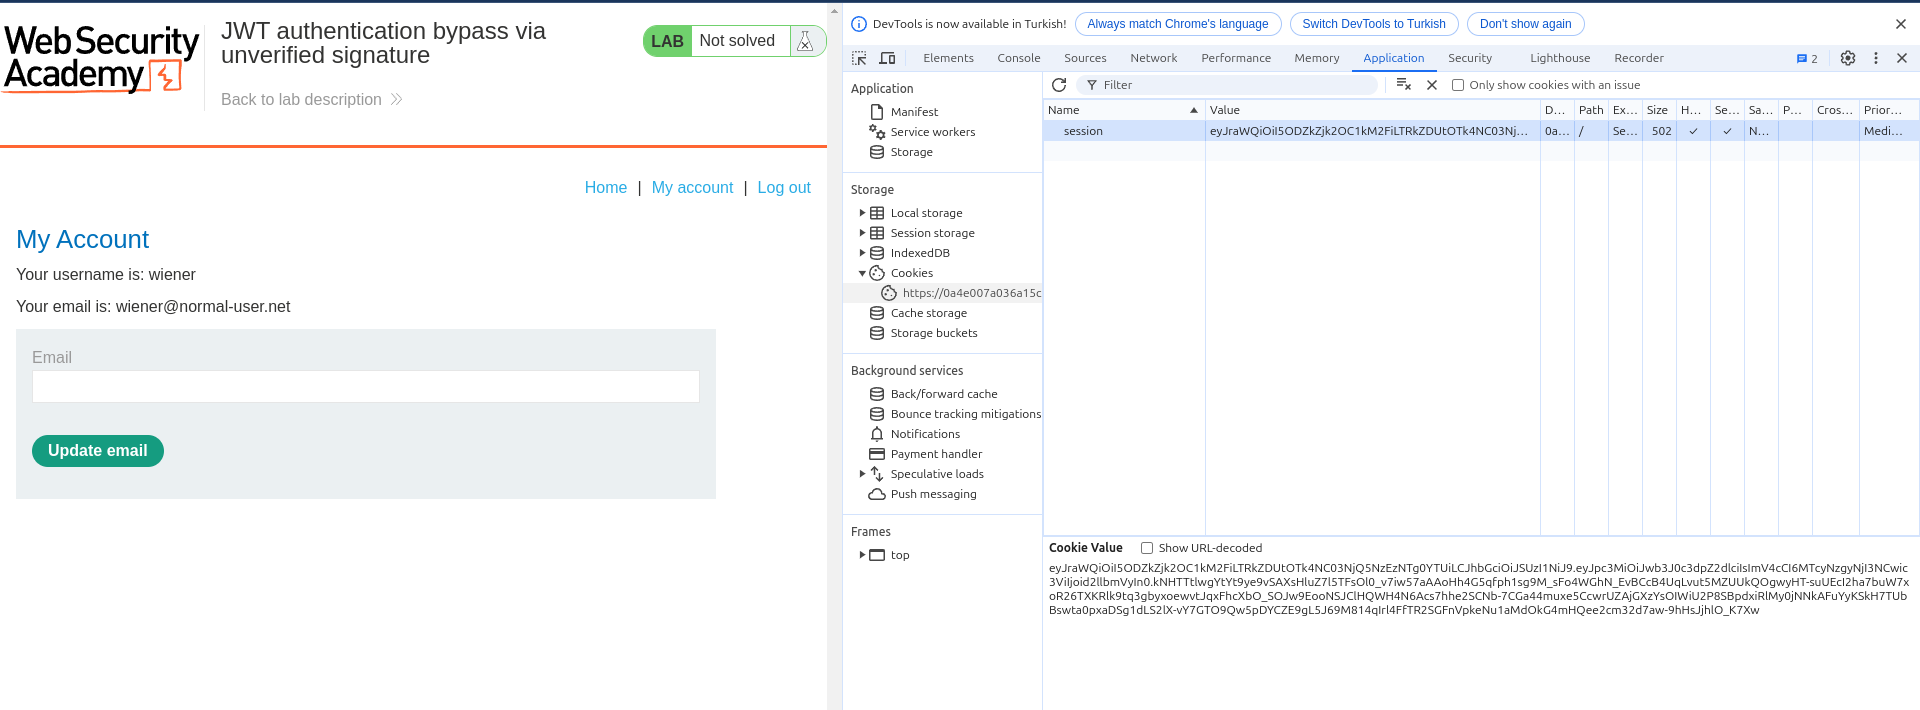 Web Security
Academy
JWT authentication bypass via
unverified signature
Back to lab description
LAB Not solved
Home | My account | Log out
My Account
Your username is: wiener
Your email is: wiener@normal-user.net
Email
Update email
DevTools is now available in Turkish! Always match Chrome's language Switch DevTools to Turkish Don't show again
Elements Console Sources Network Performance Memory Application Security Lighthouse Recorder 2
Application
Manifest
Service workers
Storage
Storage
Local storage
Session storage
IndexedDB
Cookies
https://0a4e007a036a15c
Cache storage
Storage buckets
Background services
Back/forward cache
Bounce tracking mitigations
Notifications
Payment handler
Speculative loads
Push messaging
Frames
top
Filter Only show cookies with an issue
Name Value D... Path Ex... Size H... Se... Sa... P... Cros... Prior...
session eyJraWQiOiI5ODZkZjk2OC1kM2FiLTRkZDUtOTk4NC03Nj... 0a... / Se... 502 ✓ ✓ N... Medi...
Cookie Value Show URL-decoded
eyJraWQiOiI5ODZkZjk2OC1kM2FiLTRkZDUtOTk4NC03NjQ5NzEzNTg0YTUiLCJhbGciOiJSUzI1NiJ9.eyJpc3MiOiJwb3J0c3dpZ2dlciIsImV4cCI6MTcyNzgyNjI3NCwic
3ViIjoid2llbmVyIn0.kNHTTtlwgYtYt9ye9vSAXsHluZ7l5TFsOl0_v7iw57aAAoHh4G5qfph1sg9M_sFo4WGhN_EvBCcB4UqLvut5MZUUkQOgwyHT-suUEcI2ha7buW7x
oR26TXKRlk9tq3gbyxoewvtJqxFhcXbO_SOJw9EooNSJClHQWH4N6Acs7hhe2SCNb-7CGa44muxe5CcwrUZAjGXzYsOIWiU2P8SBpdxiRlMy0jNNkAFuYyKSkH7TUb
Bswta0pxaDSg1dLS2lX-vY7GTO9Qw5pDYCZE9gL5J69M814qIrl4FfTR2SGFnVpkeNu1aMdOkG4mHQee2cm32d7aw-9hHsJjhlO_K7Xw